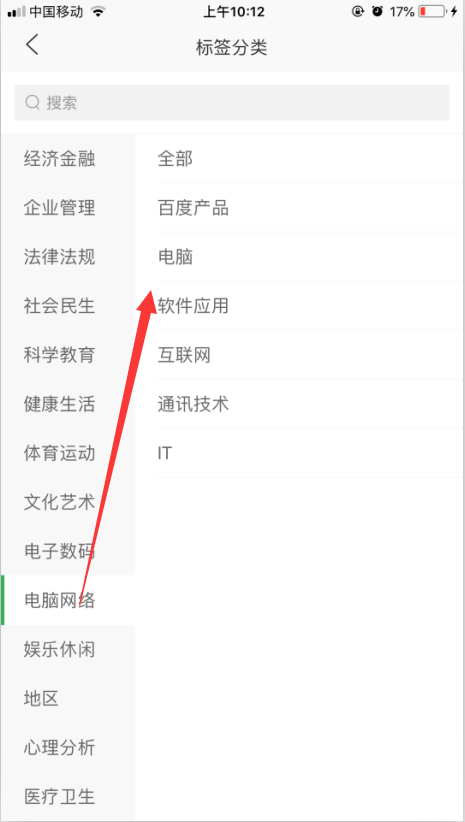 中国移动 上午10:12 17%
标签分类
搜索
经济金融
企业管理
法律法规
社会民生
科学教育
健康生活
体育运动
文化艺术
电子数码
电脑网络
娱乐休闲
地区
心理分析
医疗卫生
全部
百度产品
电脑
软件应用
互联网
通讯技术
IT